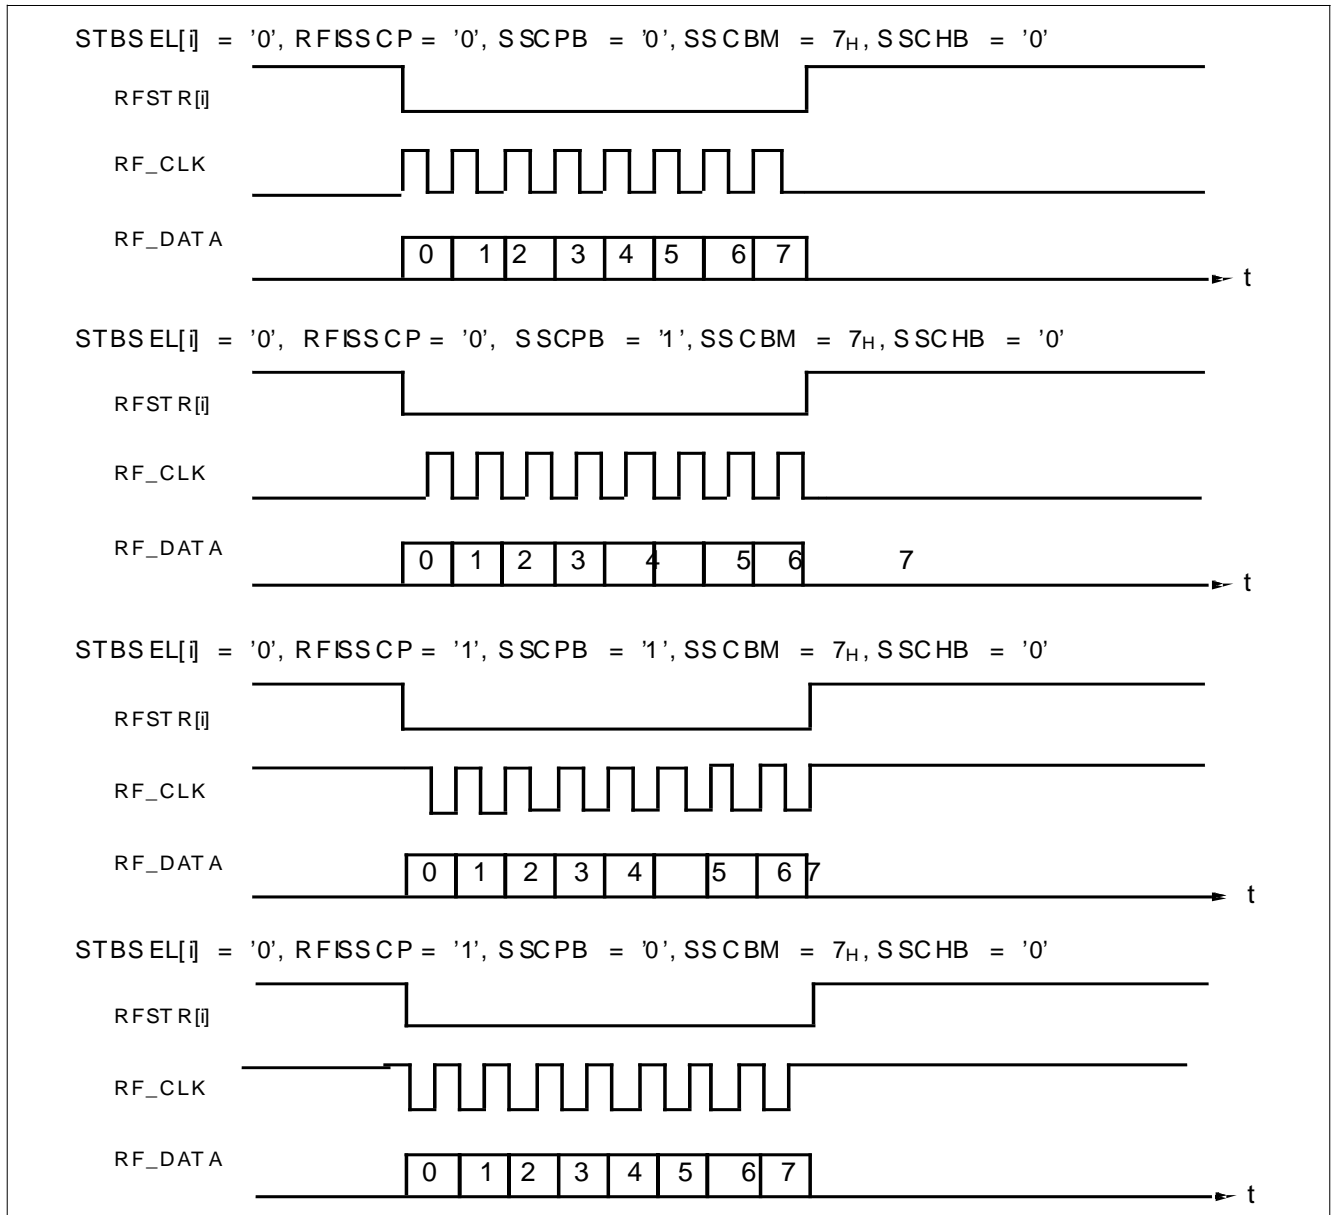 STBSEL[i] = '0', RFISSCP = '0', SSCPB = '0', SSCBM = 7H, SSCHB = '0'
RFSTR[i]
RF_CLK
RF_DATA
0 1 2 3 4 5 6 7
t
STBSEL[i] = '0', RFISSCP = '0', SSCPB = '1', SSCBM = 7H, SSCHB = '0'
RFSTR[i]
RF_CLK
RF_DATA
0 1 2 3 4 5 6 7
t
STBSEL[i] = '0', RFISSCP = '1', SSCPB = '1', SSCBM = 7H, SSCHB = '0'
RFSTR[i]
RF_CLK
RF_DATA
0 1 2 3 4 5 6 7
t
STBSEL[i] = '0', RFISSCP = '1', SSCPB = '0', SSCBM = 7H, SSCHB = '0'
RFSTR[i]
RF_CLK
RF_DATA
0 1 2 3 4 5 6 7
t